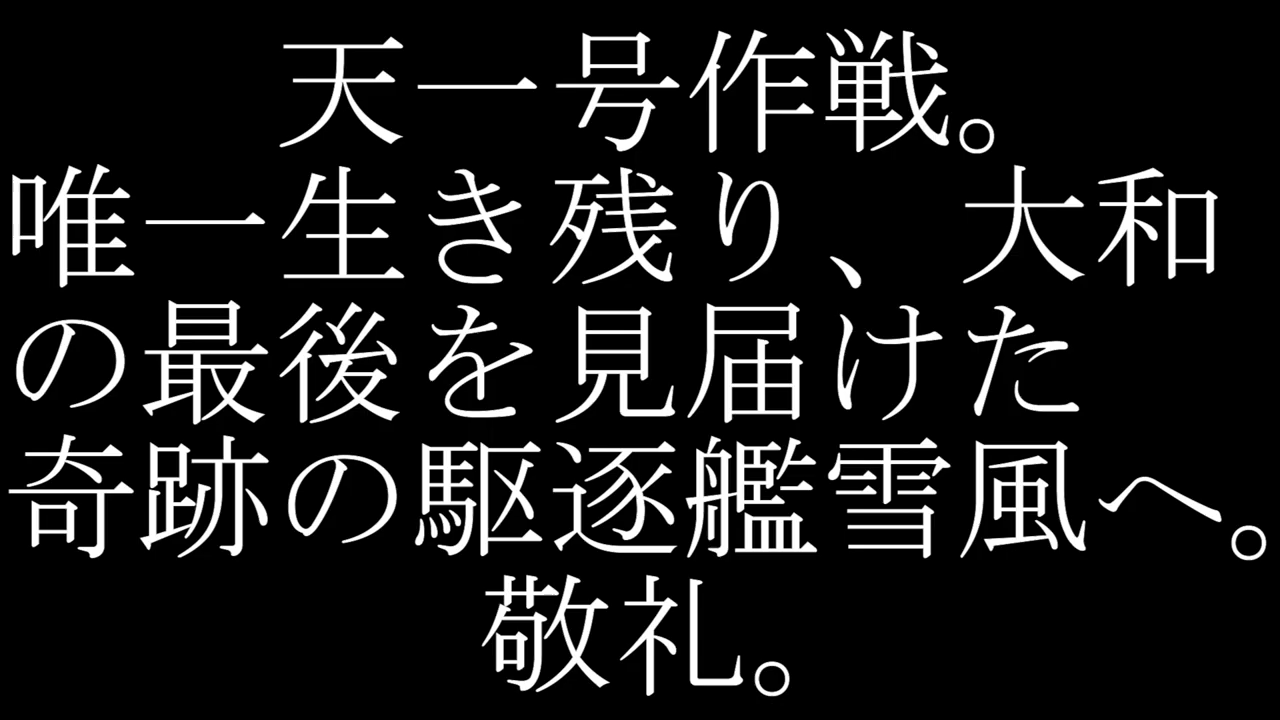 天一号作戦。
唯一生き残り、大和
の最後を見届けた
奇跡の駆逐艦雪風へ。
敬礼。